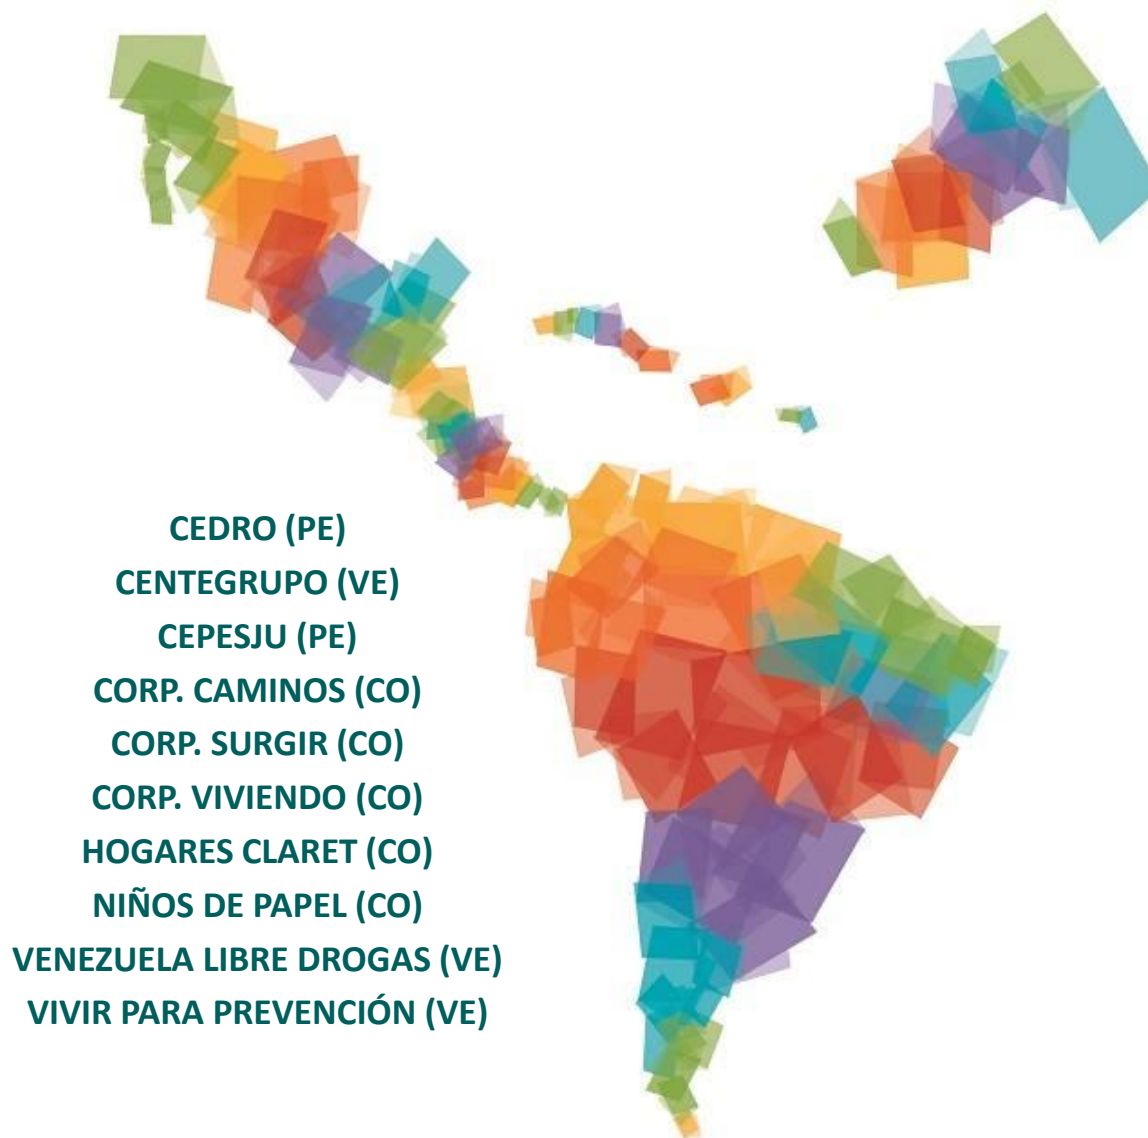 CEDRO (PE)
CENTEGRUPO (VE)
CEPESJU (PE)
CORP. CAMINOS (CO)
CORP. SURGIR (CO)
CORP. VIVIENDO (CO)
HOGARES CLARET (CO)
NIÑOS DE PAPEL (CO)
VENEZUELA LIBRE DROGAS (VE)
VIVIR PARA PREVENCIÓN (VE)